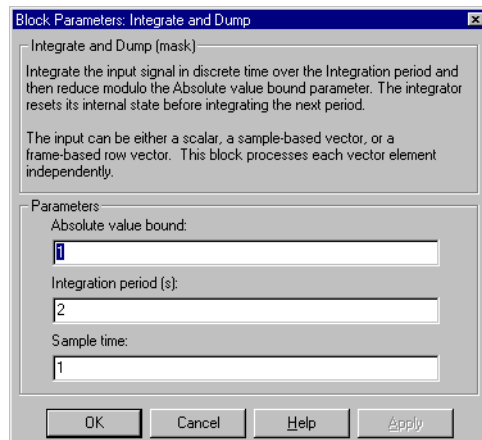 Block Parameters: Integrate and Dump
Integrate and Dump (mask)
Integrate the input signal in discrete time over the Integration period and
then reduce modulo the Absolute value bound parameter. The integrator
resets its internal state before integrating the next period.
The input can be either a scalar, a sample-based vector, or a
frame-based row vector.  This block processes each vector element
independently.
Parameters
Absolute value bound:
1
Integration period (s):
2
Sample time:
1
OK
Cancel
Help
Apply